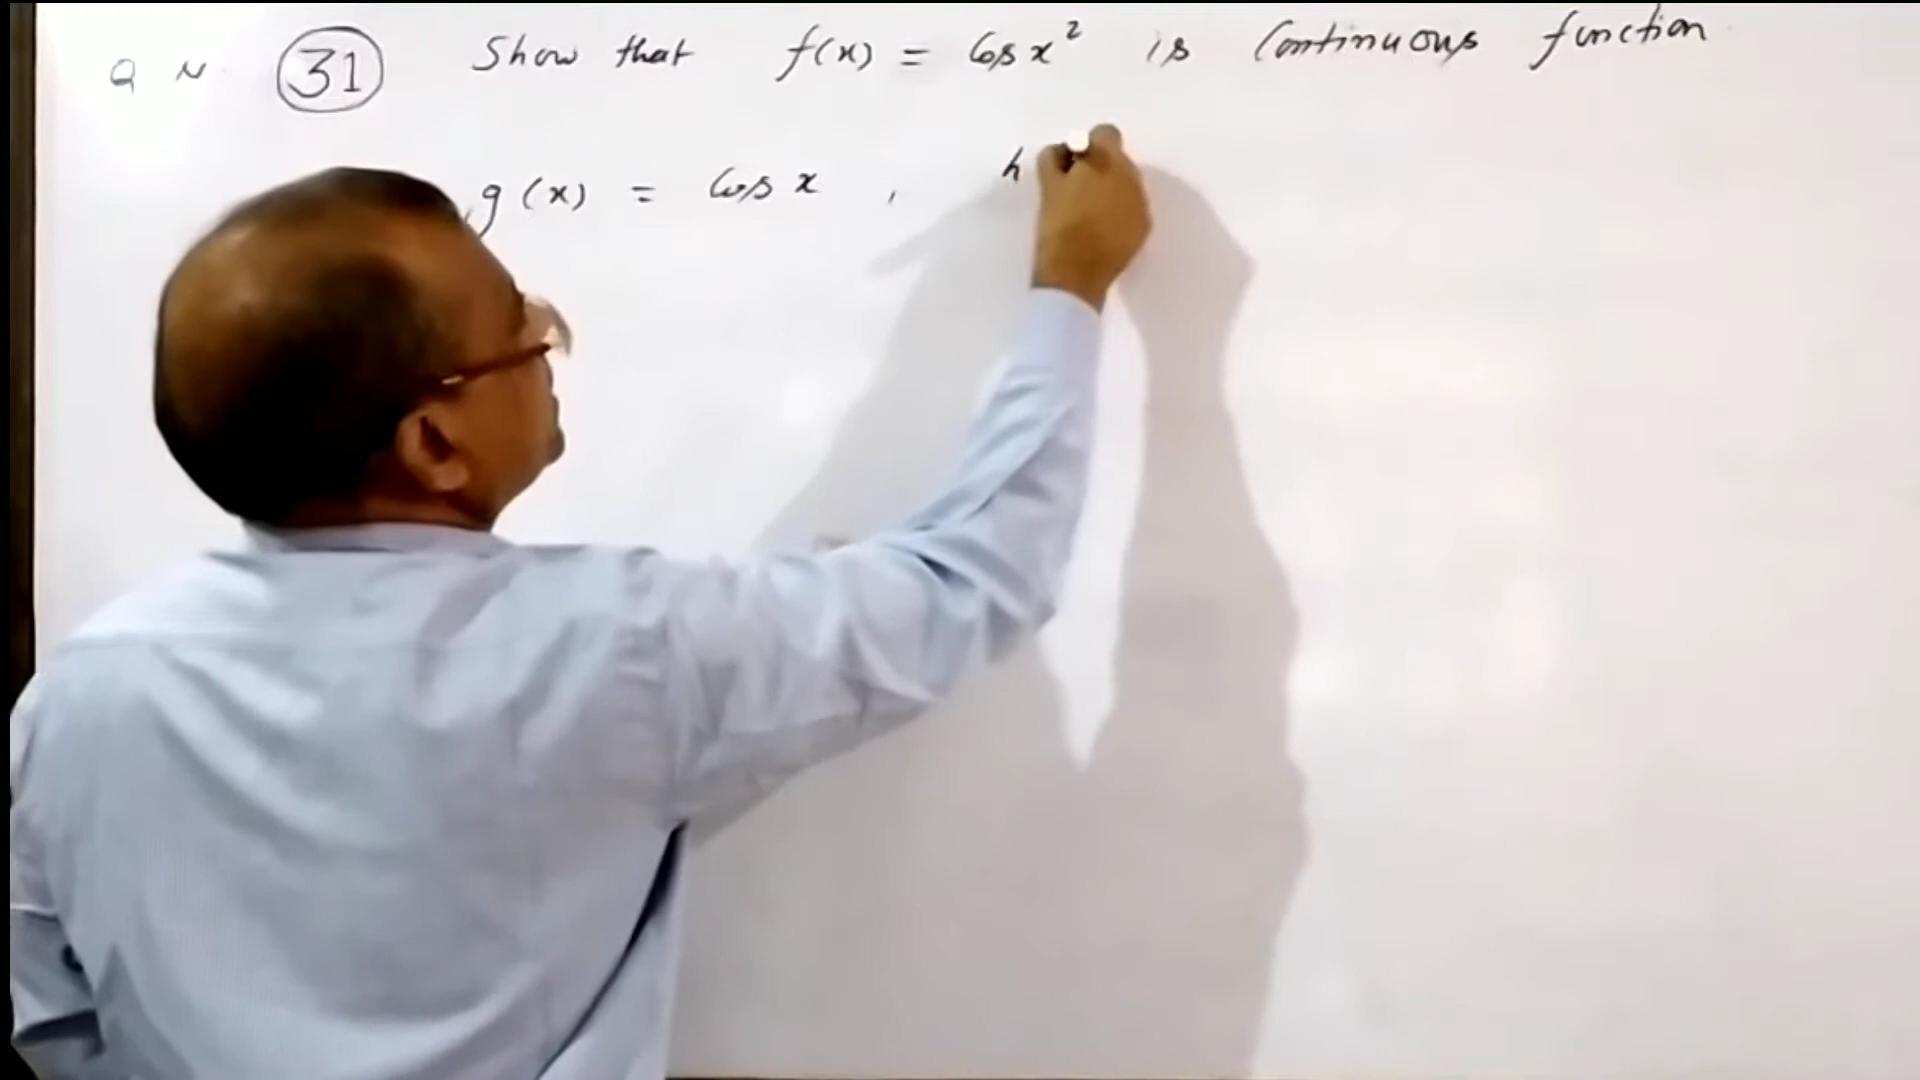 Q N 31 Show that f(x) = Cos x² is Continuous function
g(x) = Cos x , h